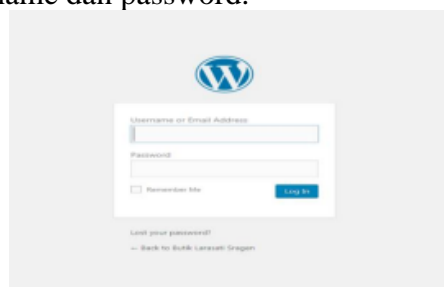 name dan password.
Username or Email Address
Password
Remember Me
Log In
Lost your password?
← Back to Butik Larasati Sragen